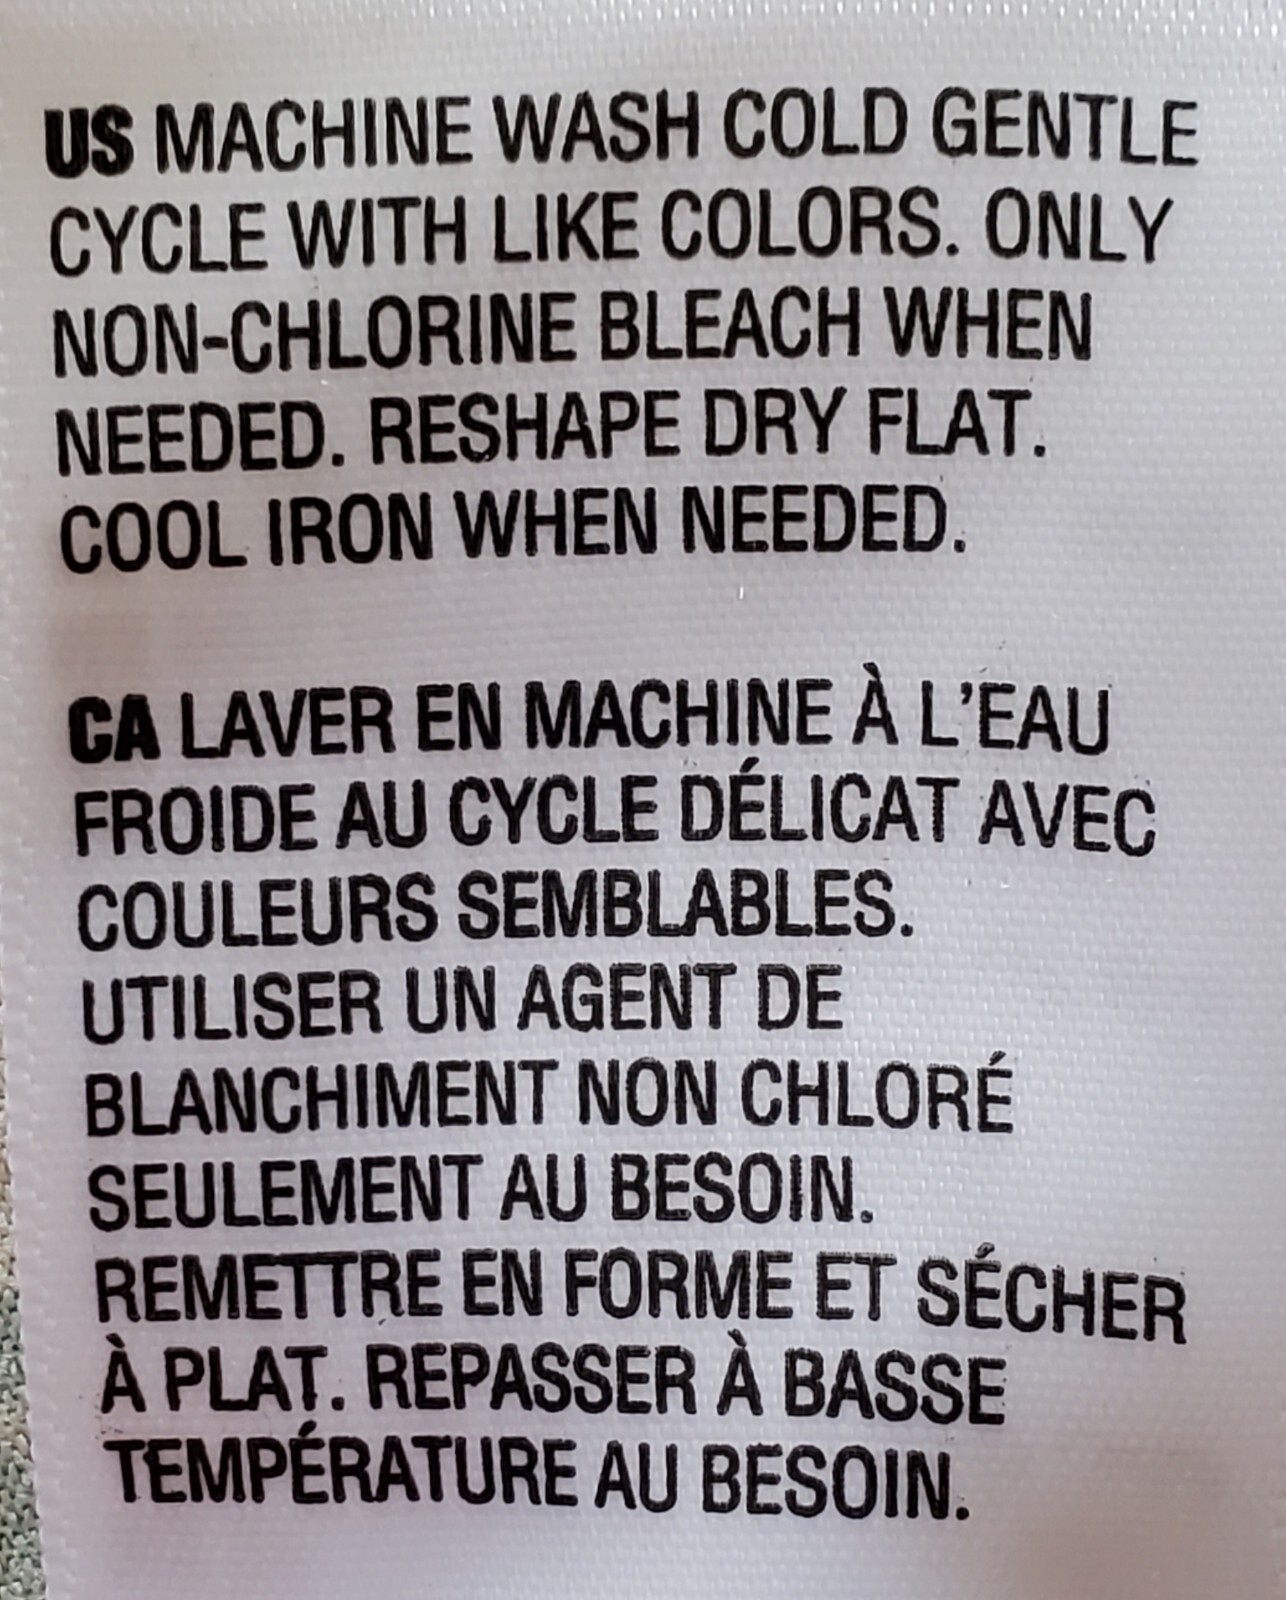 US MACHINE WASH COLD GENTLE
CYCLE WITH LIKE COLORS. ONLY
NON-CHLORINE BLEACH WHEN
NEEDED. RESHAPE DRY FLAT.
COOL IRON WHEN NEEDED.
CA LAVER EN MACHINE À L'EAU
FROIDE AU CYCLE DÉLICAT AVEC
COULEURS SEMBLABLES.
UTILISER UN AGENT DE
BLANCHIMENT NON CHLORÉ
SEULEMENT AU BESOIN.
REMETTRE EN FORME ET SÉCHER
À PLAT. REPASSER À BASSE
TEMPÉRATURE AU BESOIN.